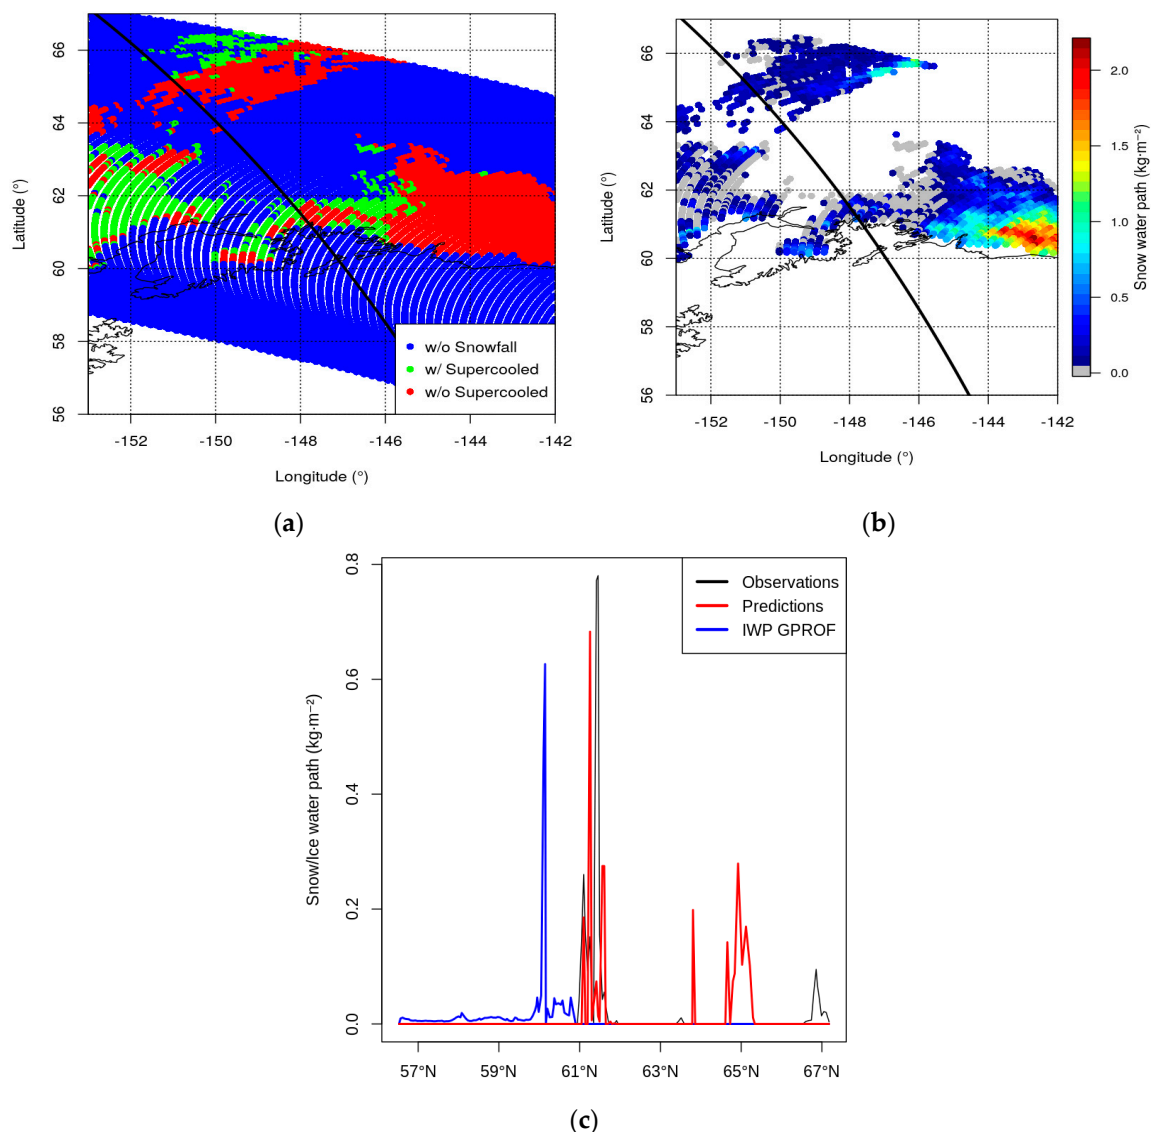 66
64
62
60
58
56
Latitude (°)
-152
-150
-148
-146
-144
-142
Longitude (°)
w/o Snowfall
w/ Supercooled
w/o Supercooled
(a)
66
64
62
60
58
56
Latitude (°)
-152
-150
-148
-146
-144
-142
Longitude (°)
2.0
1.5
1.0
0.5
0.0
Snow water path (kg·m⁻²)
(b)
0.8
0.6
0.4
0.2
0.0
Snow/Ice water path (kg·m⁻²)
Observations
Predictions
IWP GPROF
57°N
59°N
61°N
63°N
65°N
67°N
(c)